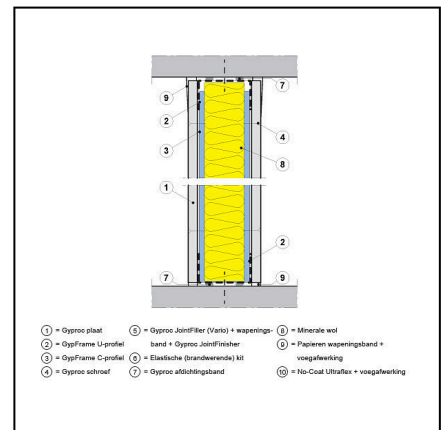 9 7
2 4
3 8
1
2
7 9
1 = Gyproc plaat
2 = GypFrame U-profiel
3 = GypFrame C-profiel
4 = Gyproc schroef
5 = Gyproc JointFiller (Vario) + wapenings-
band + Gyproc JointFinisher
6 = Elastische (brandwerende) kit
7 = Gyproc afdichtingsband
8 = Minerale wol
9 = Papieren wapeningsband +
voegafwerking
10 = No-Coat Ultraflex + voegafwerking